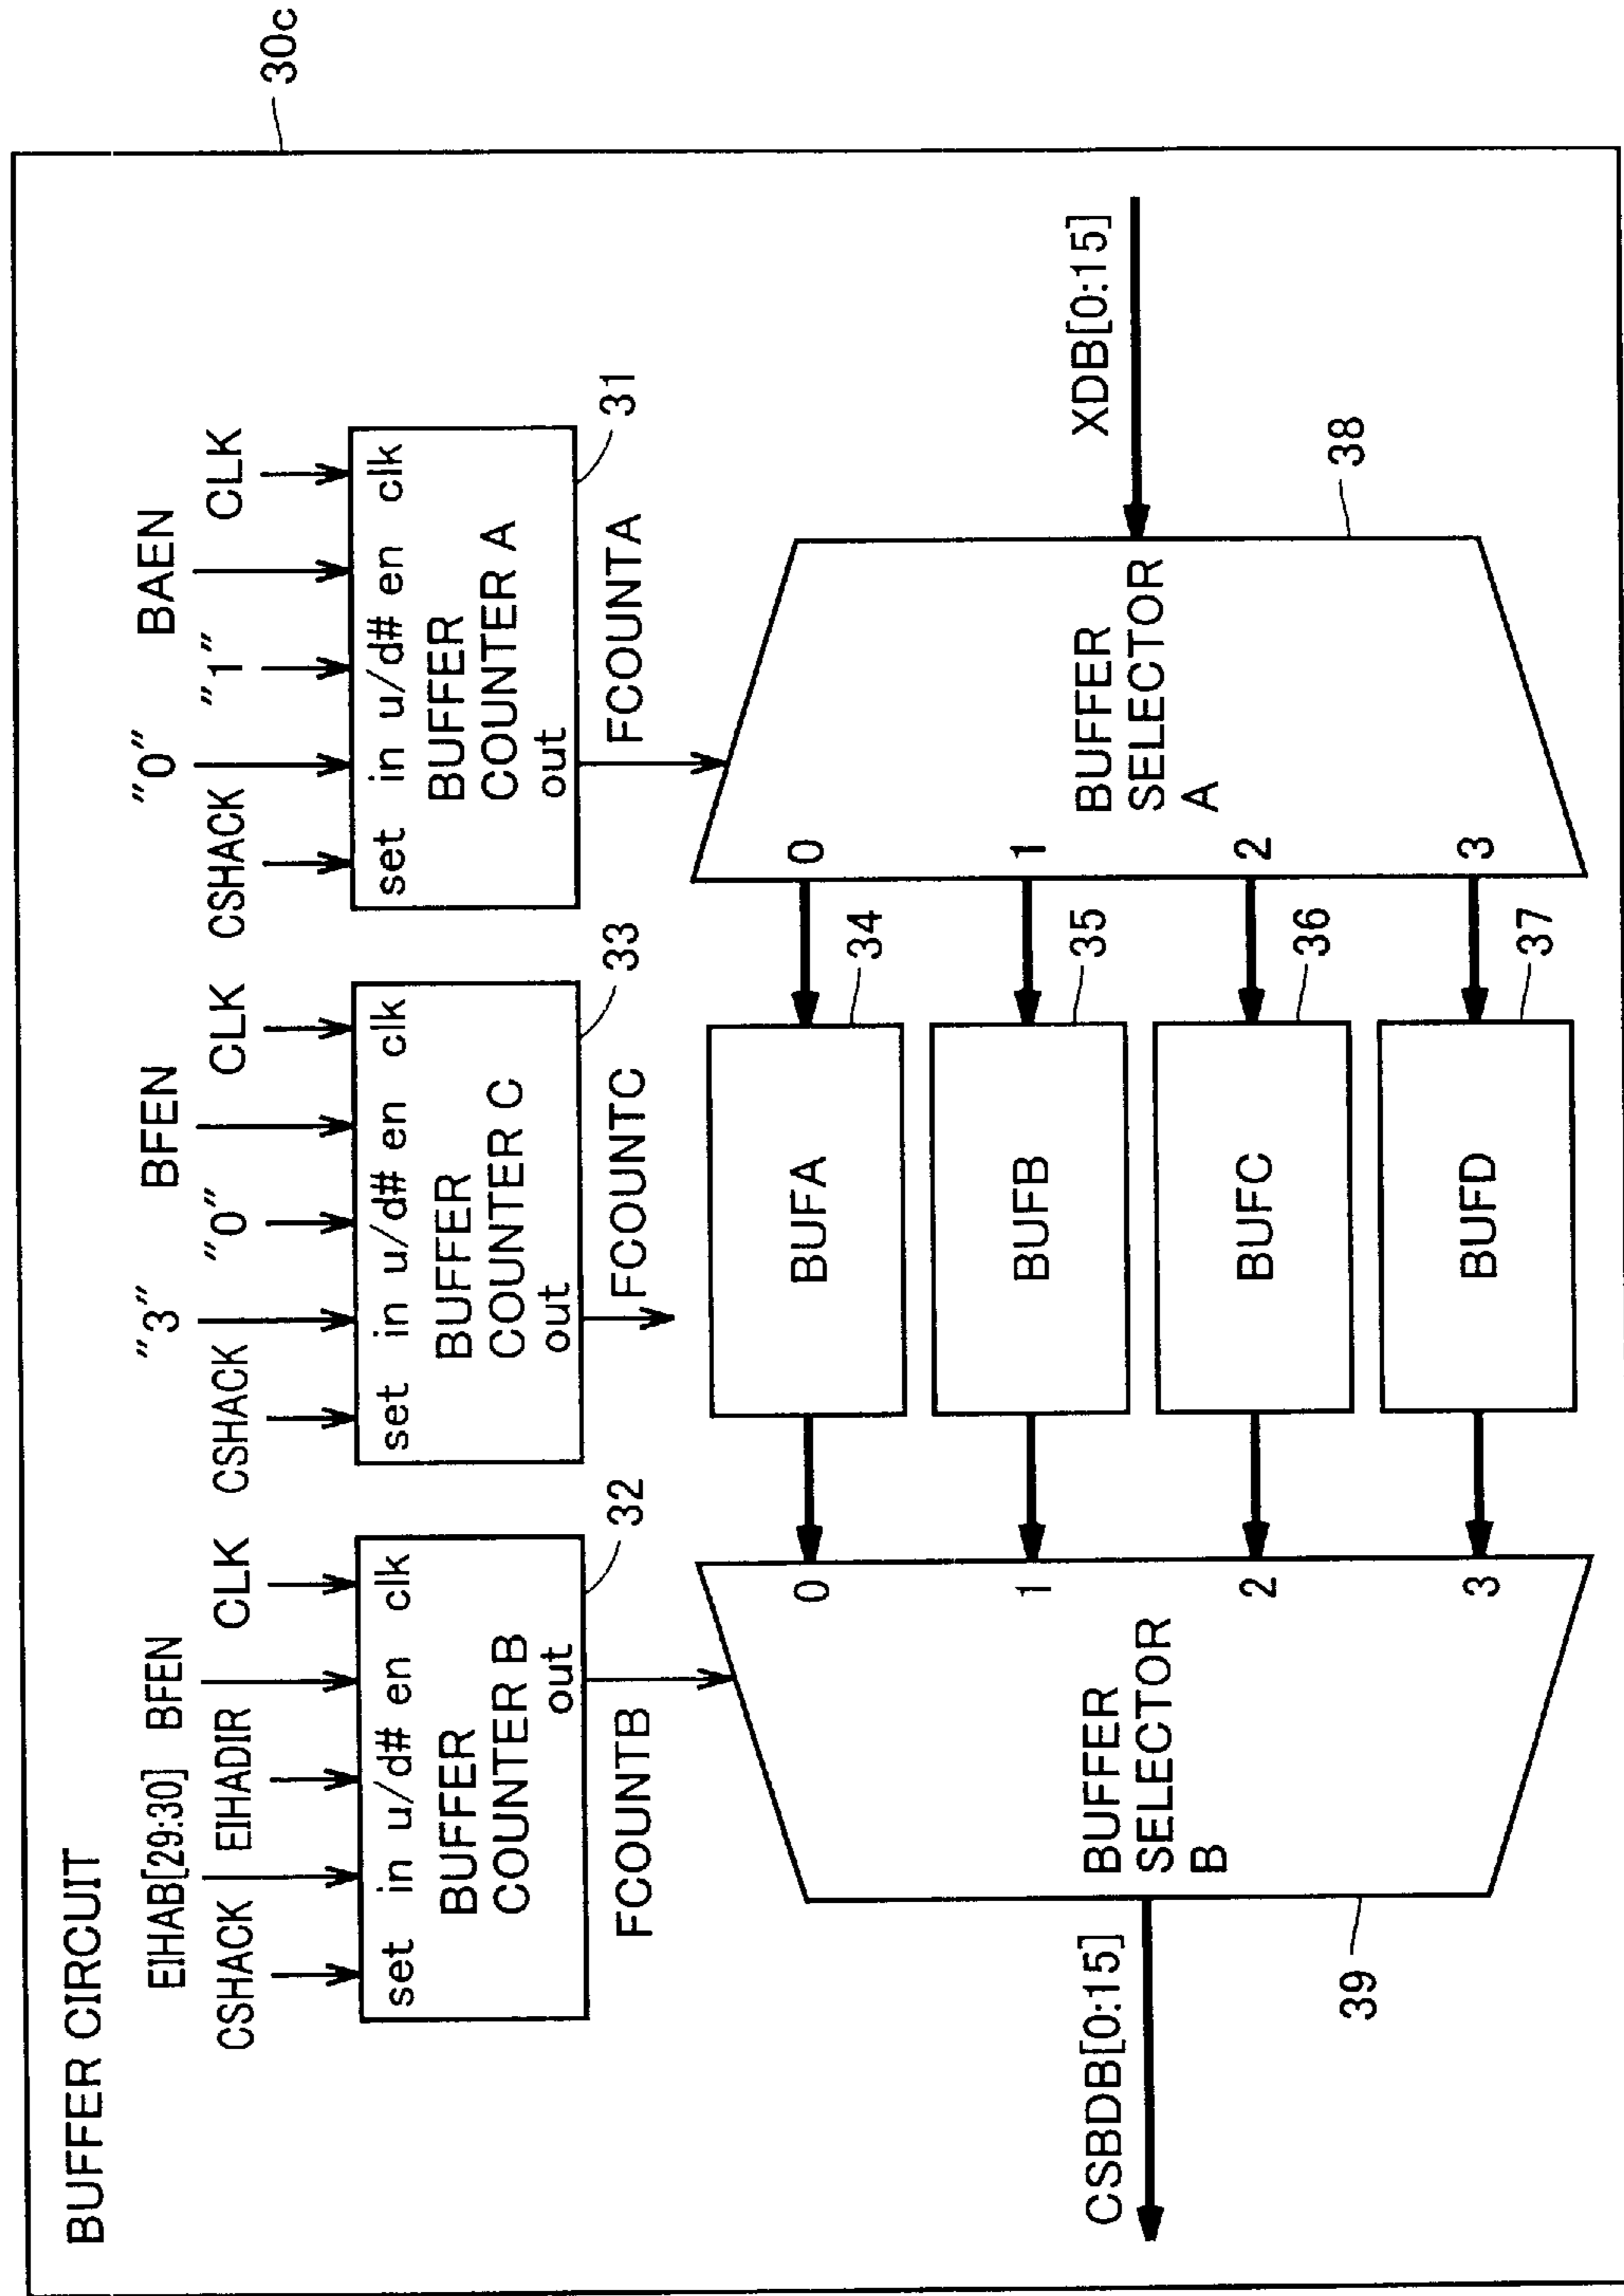 BUFFER CIRCUIT
30c
EIHAB[29:30] BFEN
CSHACK EIHADIR CLK
set in u/d# en clk
BUFFER
COUNTER B
out
32
FCOUNTB
"3" BFEN
CSHACK "0" CLK
set in u/d# en clk
BUFFER
COUNTER C
out
33
FCOUNTC
"0" BAEN
CSHACK "1" CLK
set in u/d# en clk
BUFFER
COUNTER A
out
31
FCOUNTA
CSBDB[0:15]
BUFFER
SELECTOR
B
0
1
2
3
39
BUFA
34
BUFB
35
BUFC
36
BUFD
37
0
1
2
3
BUFFER
SELECTOR
A
38
XDB[0:15]